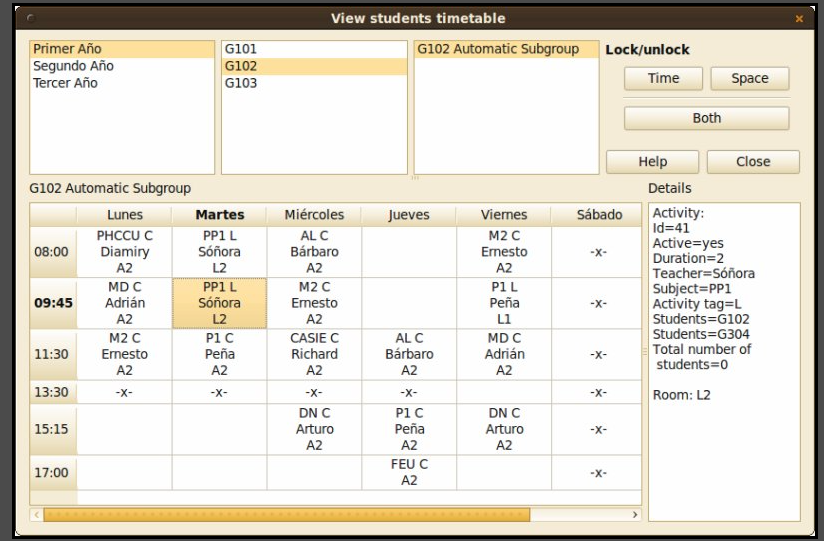 View students timetable
Primer Año
Segundo Año
Tercer Año
G101
G102
G103
G102 Automatic Subgroup
Lock/unlock
Time Space
Both
Help Close
G102 Automatic Subgroup
Details
Lunes Martes Miércoles Jueves Viernes Sábado
08:00
PHCCU C
Diamiry
A2
PP1 L
Sóñora
L2
AL C
Bárbaro
A2
M2 C
Ernesto
A2
-x-
09:45
MD C
Adrián
A2
PP1 L
Sóñora
L2
M2 C
Ernesto
A2
P1 L
Peña
L1
-x-
11:30
M2 C
Ernesto
A2
P1 C
Peña
A2
CASIE C
Richard
A2
AL C
Bárbaro
A2
MD C
Adrián
A2
-x-
13:30 -x- -x- -x- -x- -x-
15:15
DN C
Arturo
A2
P1 C
Peña
A2
DN C
Arturo
A2
-x-
17:00
FEU C
A2
-x-
Activity:
Id=41
Active=yes
Duration=2
Teacher=Sóñora
Subject=PP1
Activity tag=L
Students=G102
Students=G304
Total number of
students=0
Room: L2